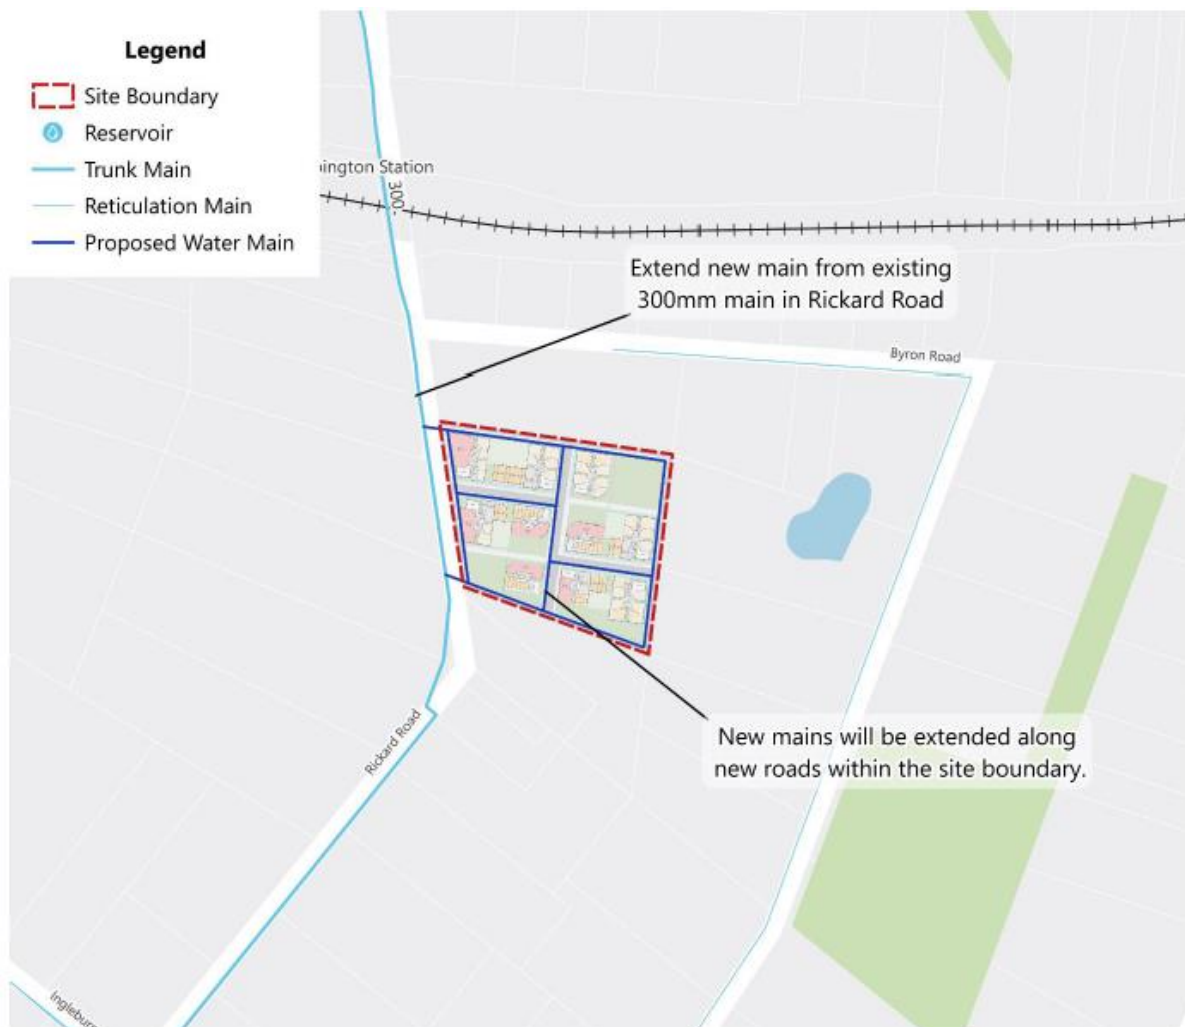 Legend
Site Boundary
Reservoir
Trunk Main
Reticulation Main
Proposed Water Main
pington Station
300
Extend new main from existing
300mm main in Rickard Road
Byron Road
New mains will be extended along
new roads within the site boundary.
Rickard Road
Inglebur